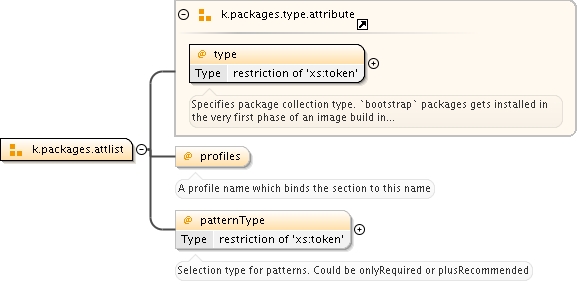 k.packages.type.attribute
@ type
Type restriction of 'xs:token'
Specifies package collection type. `bootstrap` packages gets installed in
the very first phase of an image build in...
k.packages.attlist
@ profiles
A profile name which binds the section to this name
@ patternType
Type restriction of 'xs:token'
Selection type for patterns. Could be onlyRequired or plusRecommended